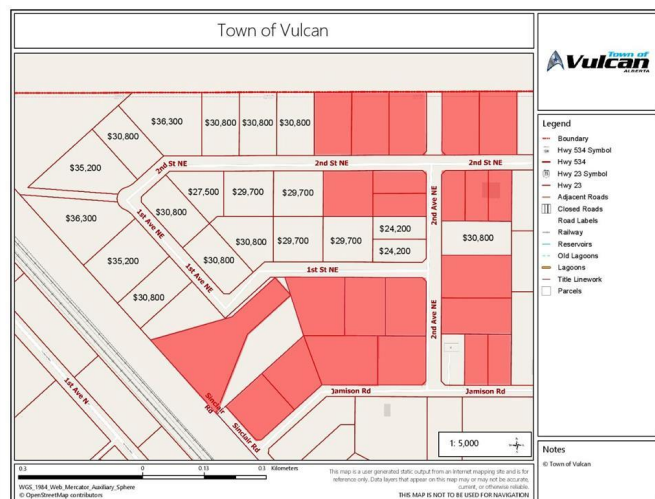 Town of Vulcan
Town of
Vulcan
ALBERTA
$36,300
$30,800
$30,800
$30,800
$30,800
$35,200
2nd St NE
2nd St NE
2nd St NE
$36,300
$30,800
$27,500
$29,700
$29,700
2nd Ave NE
1st Ave NE
$35,200
$30,800
$30,800
$30,800
$29,700
$29,700
$24,200
$24,200
$30,800
1st Ave NE
1st St NE
2nd Ave NE
1st Ave N
Sinclair Rd
Sinclair Rd
Jamison Rd
Jamison Rd
1: 5,000
Legend
Boundary
Hwy 534 Symbol
Hwy 534
Hwy 23 Symbol
Hwy 23
Adjacent Roads
Closed Roads
Road Labels
Railway
Reservoirs
Old Lagoons
Lagoons
Title Linework
Parcels
Notes
© Town of Vulcan
0.3
0
0.13
0.3
Kilometers
WGS_1984_Web_Mercator_Auxiliary_Sphere
© OpenStreetMap contributors
This map is a user generated static output from an internet mapping site and is for
reference only. Data layers that appear on this map may or may not be accurate,
current, or otherwise reliable.
THIS MAP IS NOT TO BE USED FOR NAVIGATION